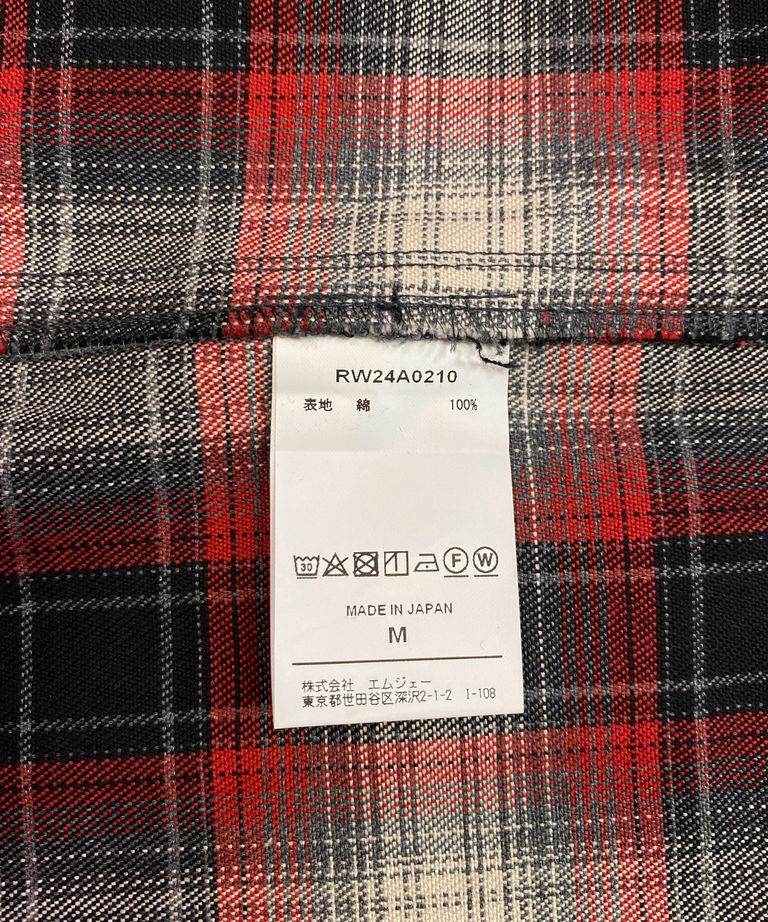 RW24A0210
表地 綿 100%
30 F W
MADE IN JAPAN
M
株式会社 エムジェー
東京都世田谷区深沢2-1-2 I-108